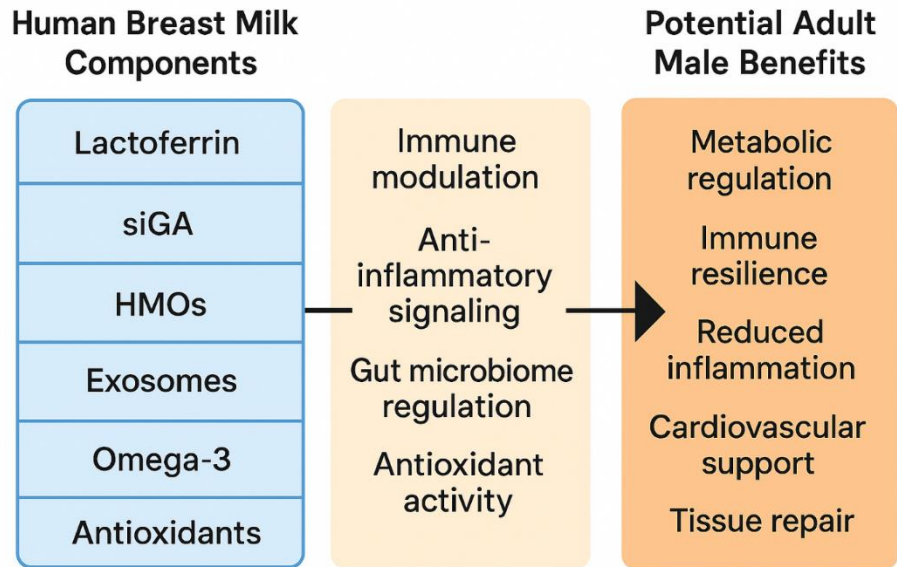 Human Breast Milk
Components
Lactoferrin
siGA
HMOs
Exosomes
Omega-3
Antioxidants
Immune
modulation
Anti-
inflammatory
signaling
Gut microbiome
regulation
Antioxidant
activity
Potential Adult
Male Benefits
Metabolic
regulation
Immune
resilience
Reduced
inflammation
Cardiovascular
support
Tissue repair